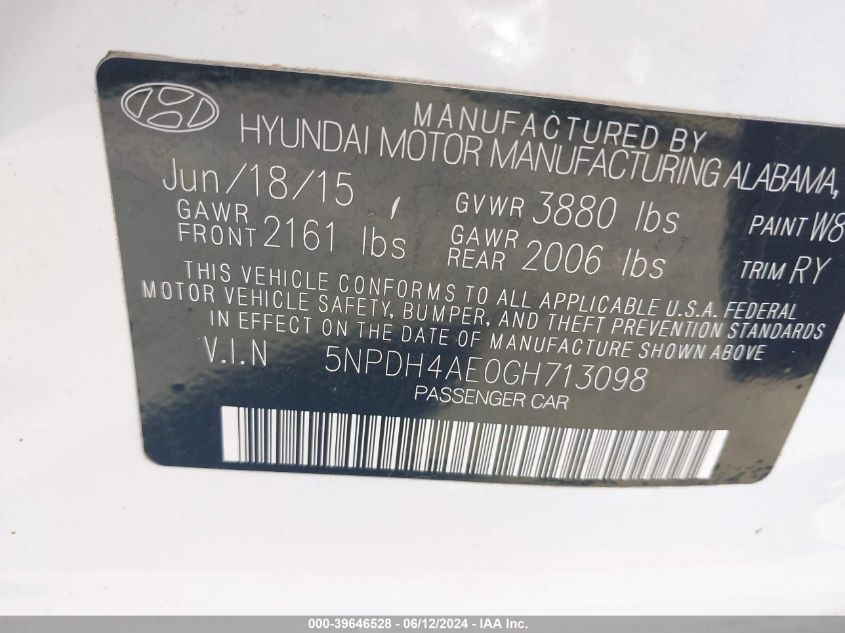 MANUFACTURED BY
HYUNDAI MOTOR MANUFACTURING ALABAMA,
Jun/18/15 GVWR 3880 lbs PAINT W8
GAWR FRONT 2161 lbs GAWR REAR 2006 lbs TRIM RY
THIS VEHICLE CONFORMS TO ALL APPLICABLE U.S.A. FEDERAL
MOTOR VEHICLE SAFETY, BUMPER, AND THEFT PREVENTION STANDARDS
IN EFFECT ON THE DATE OF MANUFACTURE SHOWN ABOVE
V.I.N 5NPDH4AE0GH713098
PASSENGER CAR
000-39646528 - 06/12/2024 - IAA Inc.